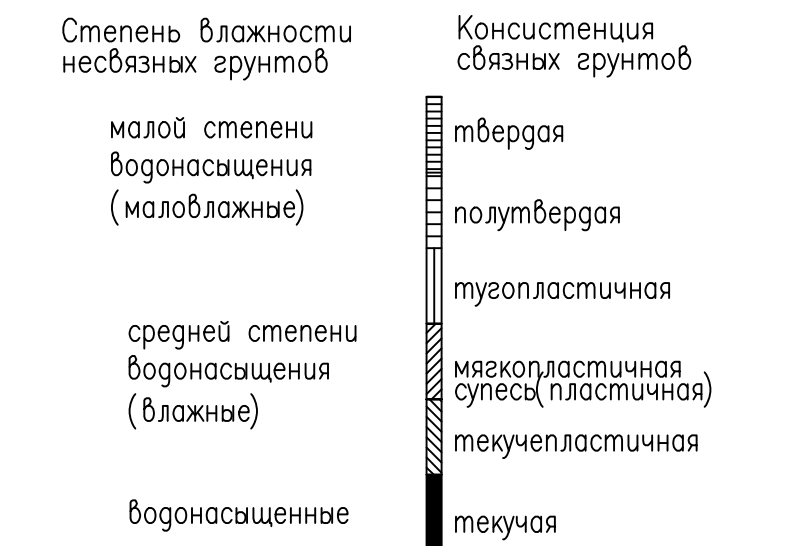 Степень влажности
несвязных грунтов
малой степени
водонасыщения
(маловлажные)
средней степени
водонасыщения
(влажные)
водонасыщенные
Консистенция
связных грунтов
твердая
полутвердая
тугопластичная
мягкопластичная
супесь(пластичная)
текучепластичная
текучая